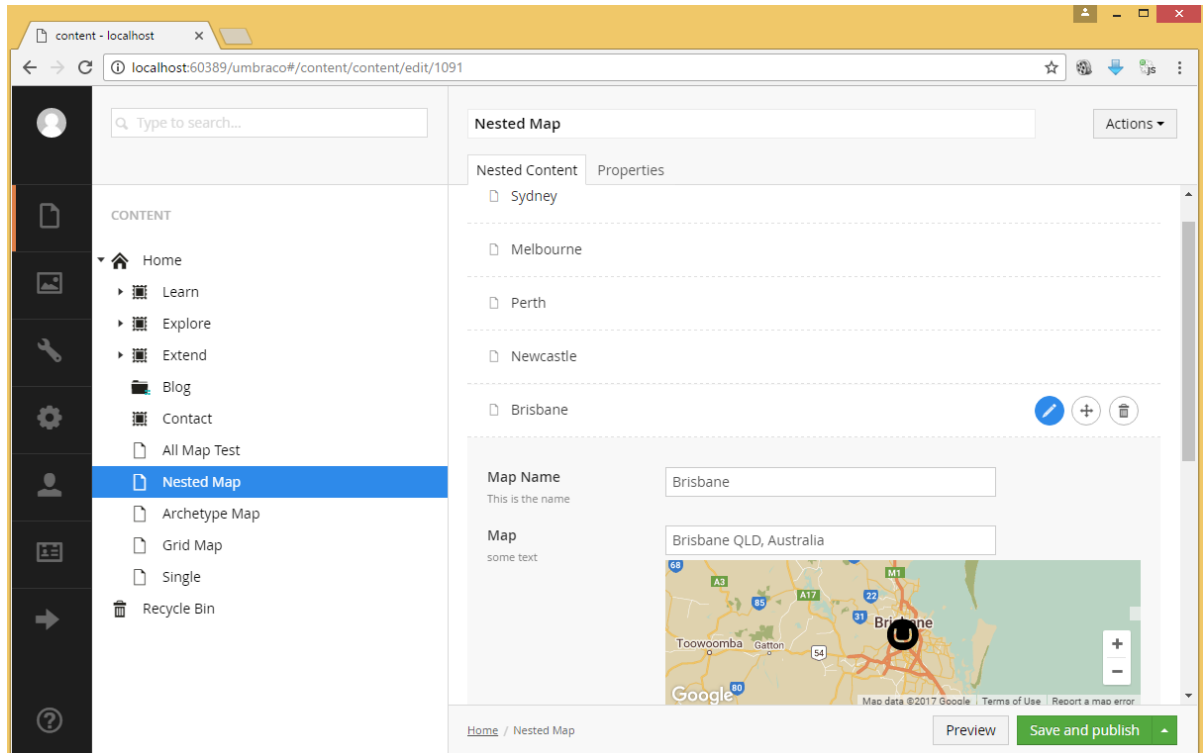 content - localhost
localhost:60389/umbraco#/content/content/edit/1091
js
Type to search...
CONTENT
Home
Learn
Explore
Extend
Blog
Contact
All Map Test
Nested Map
Archetype Map
Grid Map
Single
Recycle Bin
Nested Map
Actions
Nested Content
Properties
Sydney
Melbourne
Perth
Newcastle
Brisbane
Map Name
This is the name
Brisbane
Map
some text
Brisbane QLD, Australia
68
A3
M1
A17
85
22
31
Brisbane
Toowoomba
Gatton
54
+
−
Google
80
Map data ©2017 Google
Terms of Use
Report a map error
Home / Nested Map
Preview
Save and publish